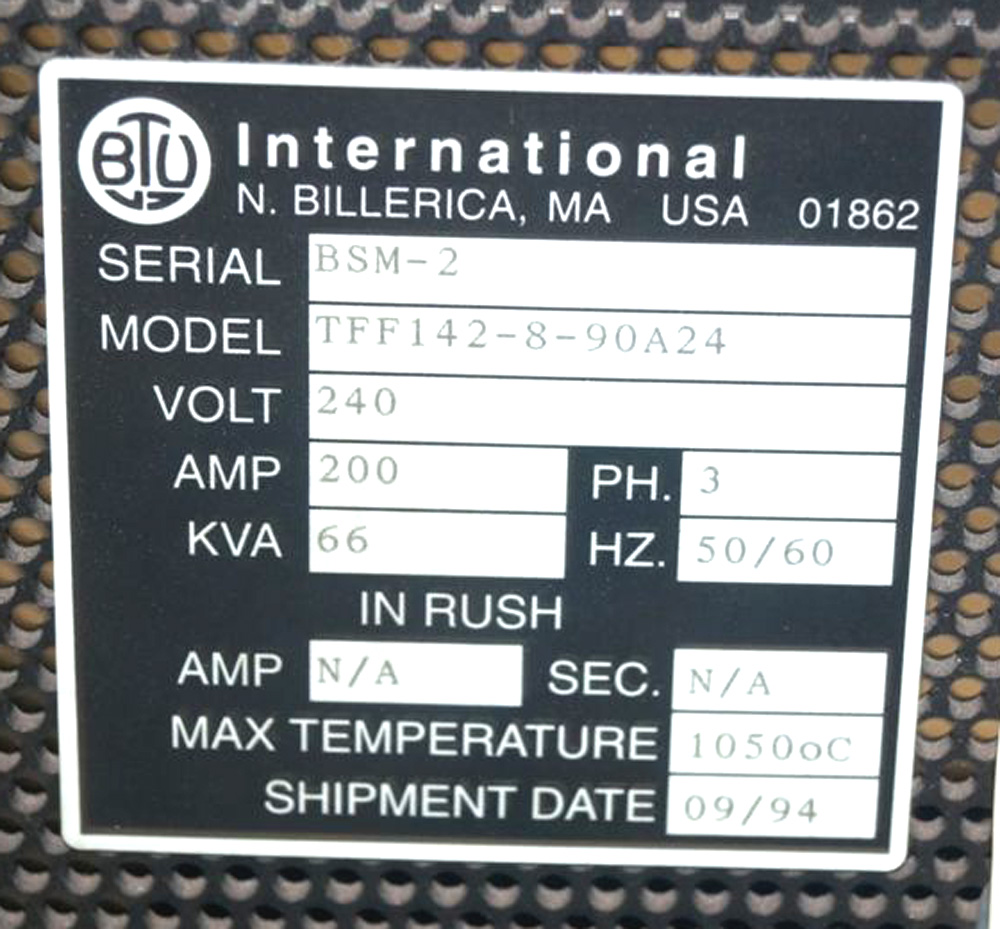 BTU International
N. BILLERICA, MA USA 01862
SERIAL BSM-2
MODEL TFF142-8-90A24
VOLT 240
AMP 200 PH. 3
KVA 66 HZ. 50/60
IN RUSH
AMP N/A SEC. N/A
MAX TEMPERATURE 1050oC
SHIPMENT DATE 09/94